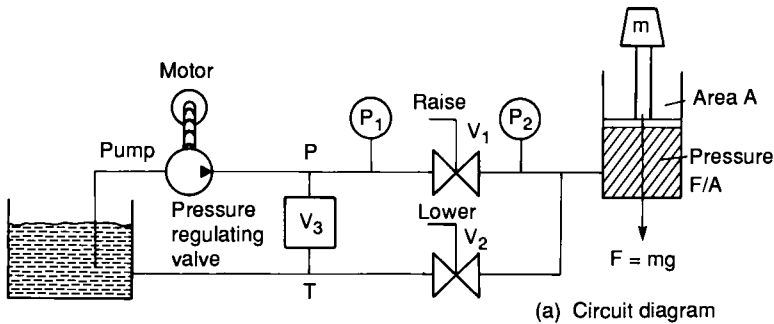 m
Motor
Raise
Area A
P1
V1
P2
Pump
P
Pressure
F/A
Pressure
regulating
valve
V3
Lower
V2
T
F = mg
(a) Circuit diagram